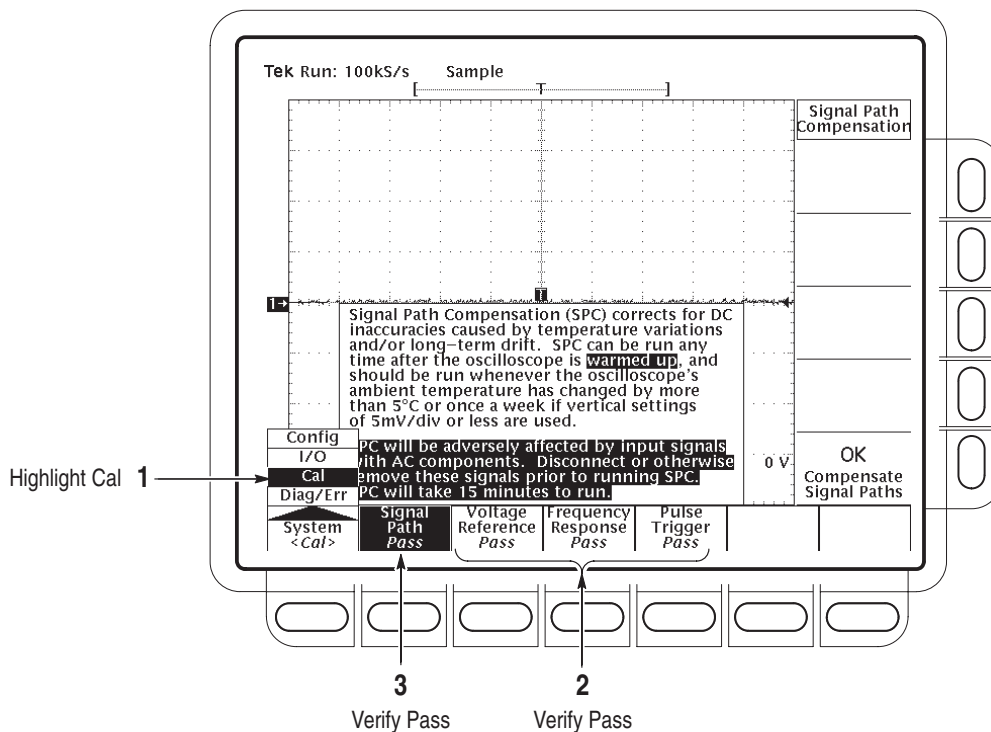 Tek Run: 100kS/s Sample
[ T ]
Signal Path
Compensation
T
1→
Signal Path Compensation (SPC) corrects for DC
inaccuracies caused by temperature variations
and/or long–term drift. SPC can be run any
time after the oscilloscope is warmed up, and
should be run whenever the oscilloscope's
ambient temperature has changed by more
than 5°C or once a week if vertical settings
of 5mV/div or less are used.
PC will be adversely affected by input signals
ith AC components. Disconnect or otherwise
emove these signals prior to running SPC.
PC will take 15 minutes to run.
0 V
OK
Compensate
Signal Paths
Config
I/O
Cal
Diag/Err
Highlight Cal 1
System
<Cal>
Signal
Path
Pass
Voltage
Reference
Pass
Frequency
Response
Pass
Pulse
Trigger
Pass
3
Verify Pass
2
Verify Pass